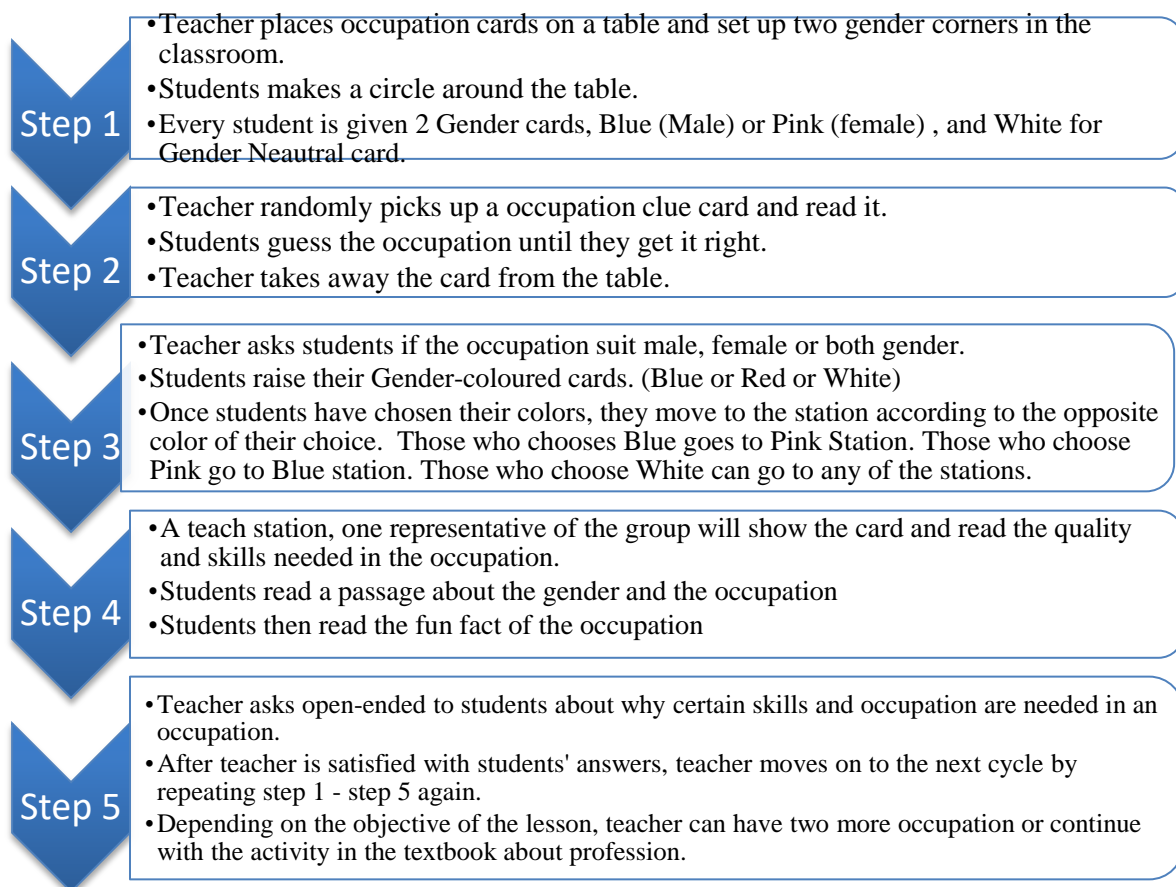 Step 1
•Teacher places occupation cards on a table and set up two gender corners in the
classroom.
•Students makes a circle around the table.
•Every student is given 2 Gender cards, Blue (Male) or Pink (female) , and White for
Gender Neautral card.
Step 2
•Teacher randomly picks up a occupation clue card and read it.
•Students guess the occupation until they get it right.
•Teacher takes away the card from the table.
Step 3
•Teacher asks students if the occupation suit male, female or both gender.
•Students raise their Gender-coloured cards. (Blue or Red or White)
•Once students have chosen their colors, they move to the station according to the opposite
color of their choice.  Those who chooses Blue goes to Pink Station. Those who choose
Pink go to Blue station. Those who choose White can go to any of the stations.
Step 4
•A teach station, one representative of the group will show the card and read the quality
and skills needed in the occupation.
•Students read a passage about the gender and the occupation
•Students then read the fun fact of the occupation
Step 5
•Teacher asks open-ended to students about why certain skills and occupation are needed in an
occupation.
•After teacher is satisfied with students' answers, teacher moves on to the next cycle by
repeating step 1 - step 5 again.
•Depending on the objective of the lesson, teacher can have two more occupation or continue
with the activity in the textbook about profession.